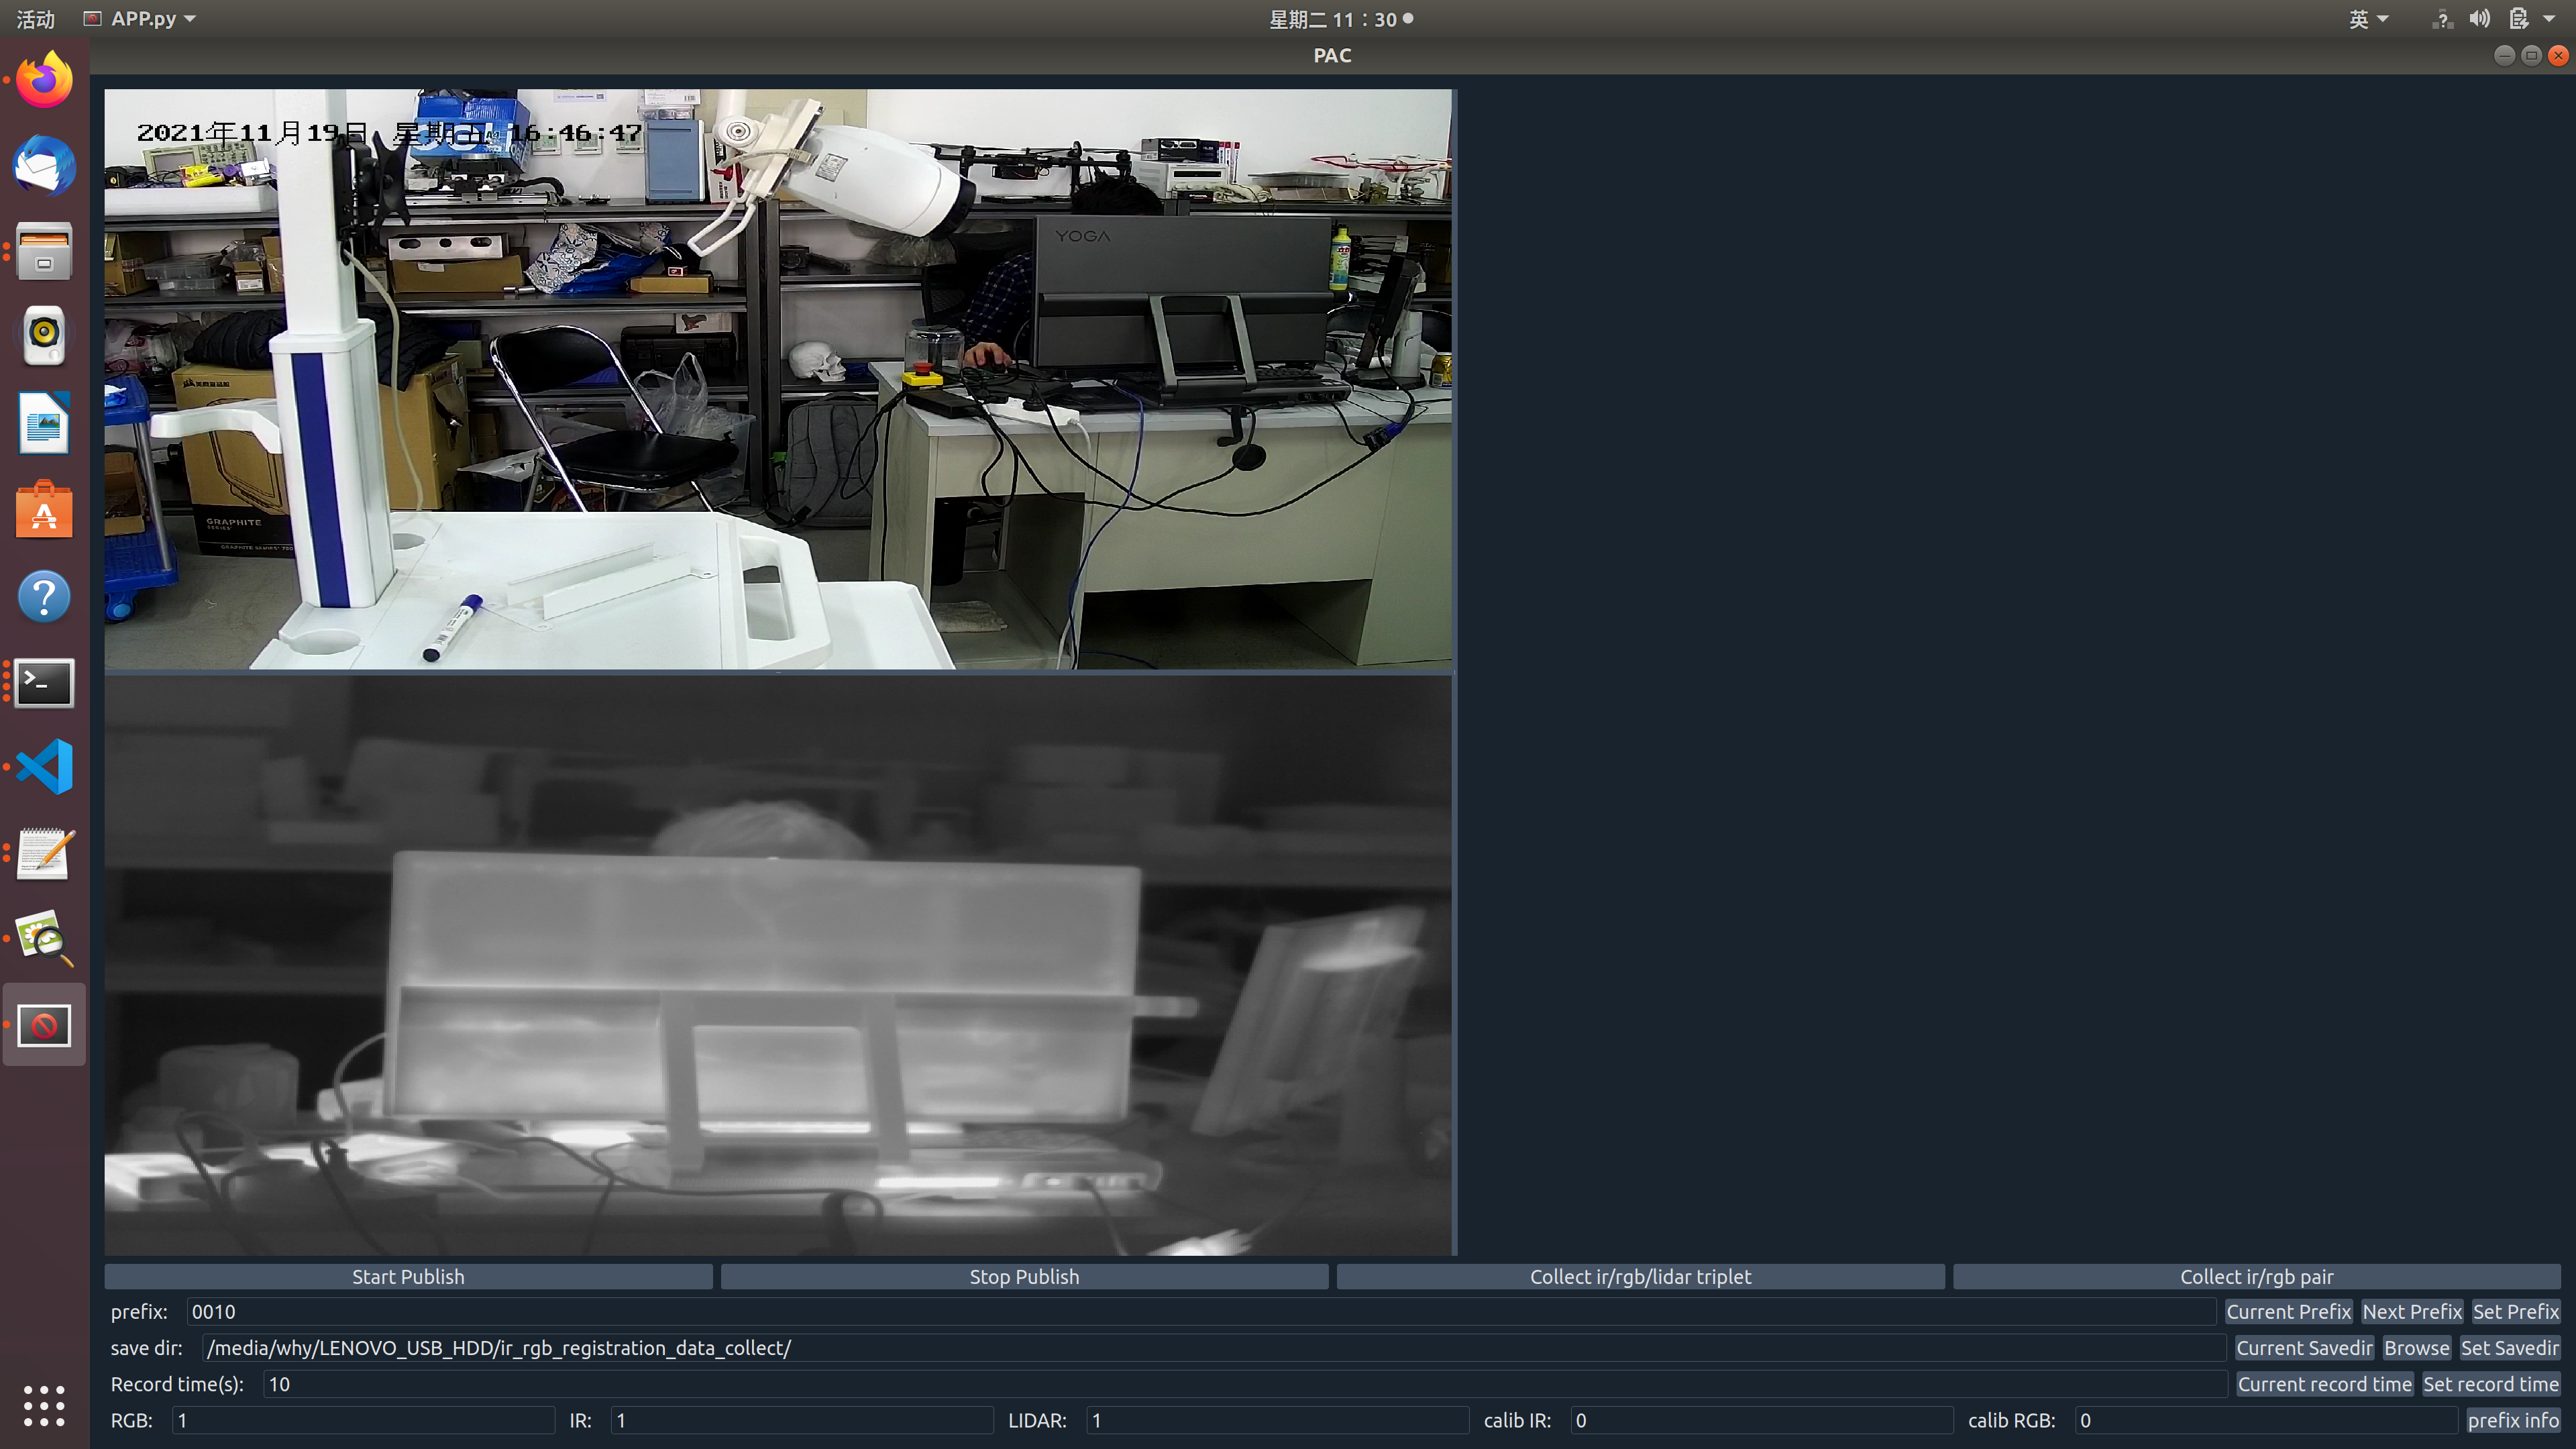 活动 APP.py 星期二 11：30 英
PAC
2021年11月19日 星期五 16:46:47
YOGA
GRAPHITE
SERIES
Start Publish Stop Publish Collect ir/rgb/lidar triplet Collect ir/rgb pair
prefix: 0010 Current Prefix Next Prefix Set Prefix
save dir: /media/why/LENOVO_USB_HDD/ir_rgb_registration_data_collect/ Current Savedir Browse Set Savedir
Record time(s): 10 Current record time Set record time
RGB: 1 IR: 1 LIDAR: 1 calib IR: 0 calib RGB: 0 prefix info